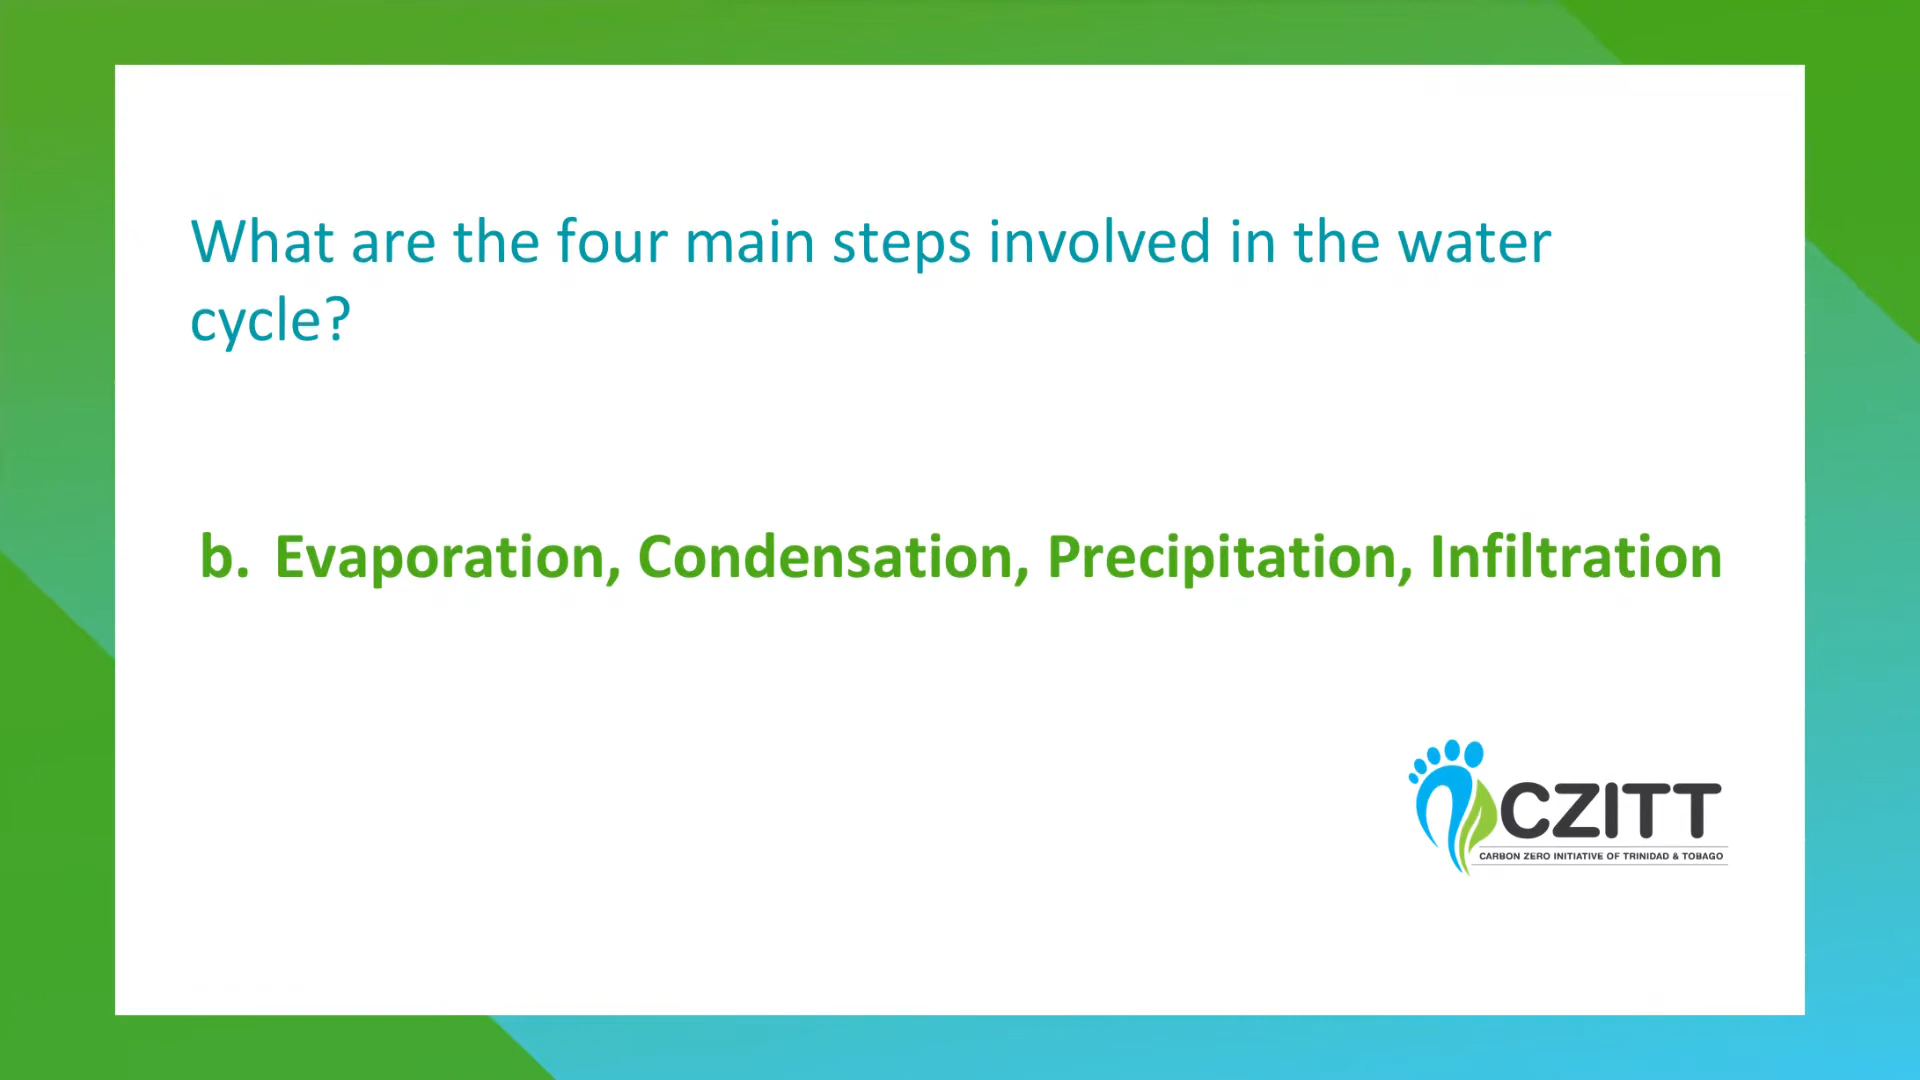 What are the four main steps involved in the water
cycle?
b. Evaporation, Condensation, Precipitation, Infiltration
CZITT
CARBON ZERO INITIATIVE OF TRINIDAD & TOBAGO